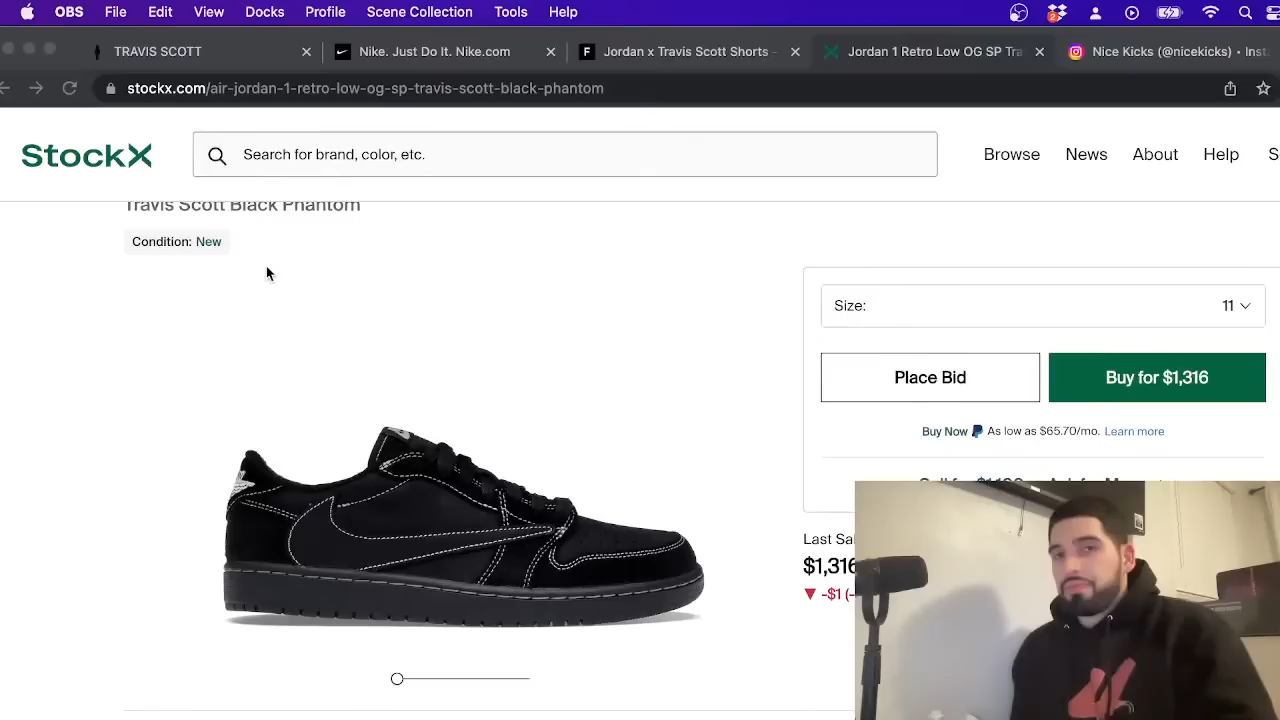 OBS File Edit View Docks Profile Scene Collection Tools Help 2
TRAVIS SCOTT
Nike. Just Do It. Nike.com
Jordan x Travis Scott Shorts -
Jordan 1 Retro Low OG SP Tra
Nice Kicks (@nicekicks) • Inst
stockx.com/air-jordan-1-retro-low-og-sp-travis-scott-black-phantom
StockX
Search for brand, color, etc.
Browse News About Help S
Travis Scott Black Phantom
Condition: New
Size: 11
Place Bid
Buy for $1,316
Buy Now As low as $65.70/mo. Learn more
Last Sal
$1,316
-$1 (-